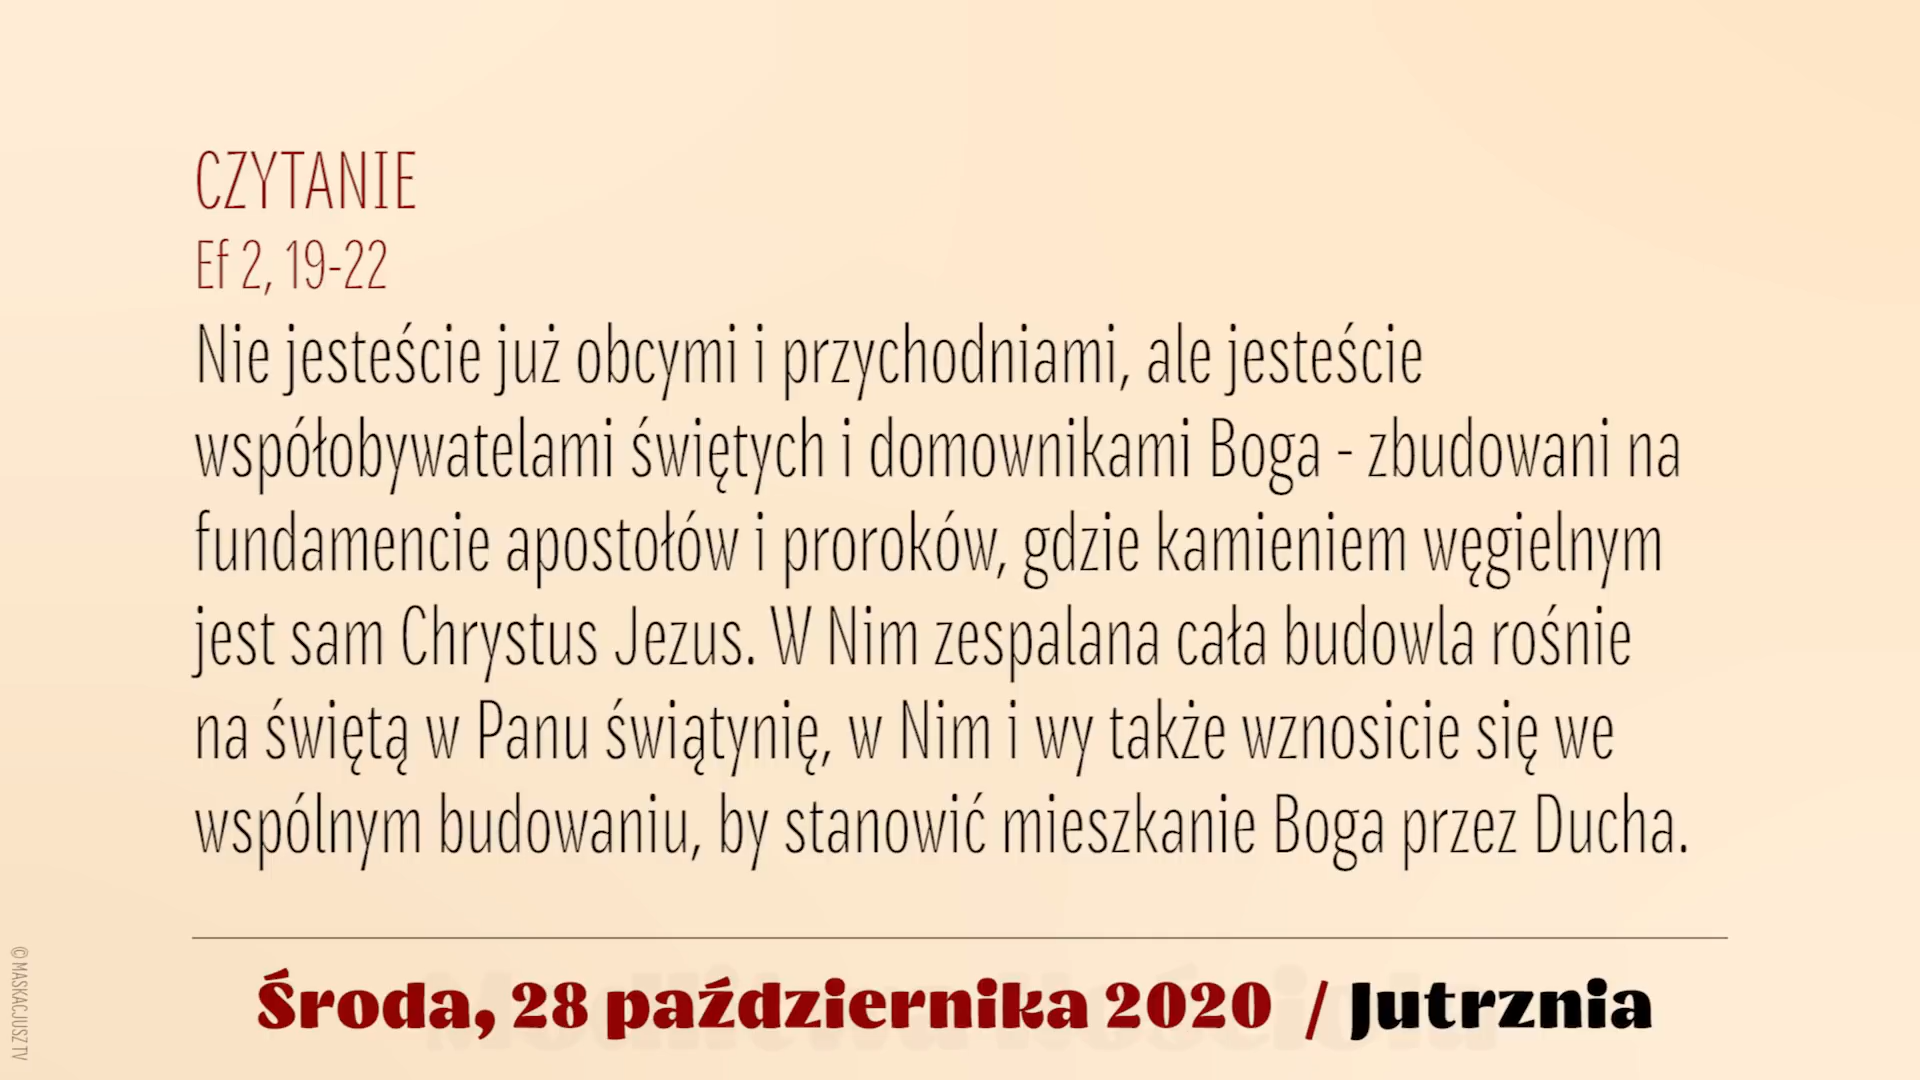 CZYTANIE
Ef 2, 19-22
Nie jesteście już obcymi i przychodniami, ale jesteście
współobywatelami świętych i domownikami Boga - zbudowani na
fundamencie apostołów i proroków, gdzie kamieniem węgielnym
jest sam Chrystus Jezus. W Nim zespalana cała budowla rośnie
na świętą w Panu świątynię, w Nim i wy także wznosicie się we
wspólnym budowaniu, by stanowić mieszkanie Boga przez Ducha.
Środa, 28 października 2020 / Jutrznia
© MASKACJUSZ TV